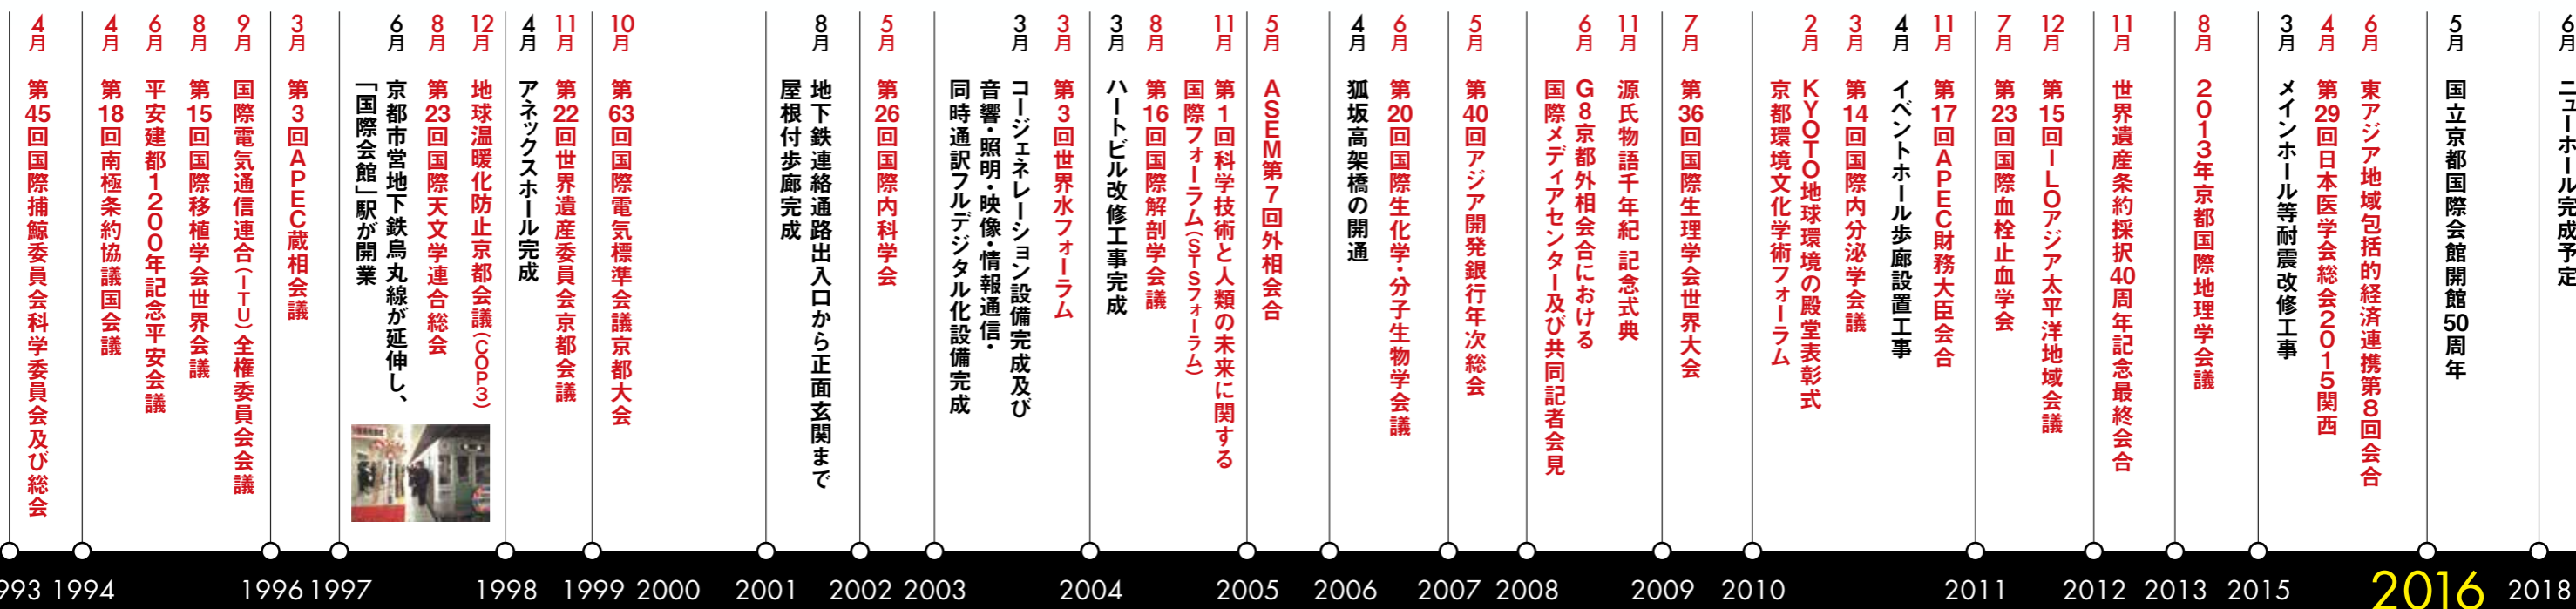 4月
第45回国際捕鯨委員会科学委員会及び総会
4月
第18回南極条約協議国会議
6月
平安建都1200年記念平安会議
8月
第15回国際移植学会世界会議
9月
国際電気通信連合（ITU）全権委員会会議
3月
第3回APEC蔵相会議
6月
京都市営地下鉄烏丸線が延伸し、
「国際会館」駅が開業
8月
第23回国際天文学連合総会
12月
地球温暖化防止京都会議（COP3）
4月
アネックスホール完成
11月
第22回世界遺産委員会京都会議
10月
第63回国際電気標準会議京都大会
8月
地下鉄連絡通路出入口から正面玄関まで
屋根付歩廊完成
5月
第26回国際内科学会
3月
コージェネレーション設備完成及び
音響・照明・映像・情報通信・
同時通訳フルデジタル化設備完成
3月
第3回世界水フォーラム
3月
ハートビル改修工事完成
8月
第16回国際解剖学会議
11月
第1回科学技術と人類の未来に関する
国際フォーラム（STSフォーラム）
5月
ASEM第7回外相会合
4月
狐坂高架橋の開通
6月
第20回国際生化学・分子生物学会議
5月
第40回アジア開発銀行年次総会
6月
G8京都外相会合における
国際メディアセンター及び共同記者会見
11月
源氏物語千年紀 記念式典
7月
第36回国際生理学会世界大会
2月
KYOTO地球環境の殿堂表彰式
京都環境文化学術フォーラム
3月
第14回国際内分泌学会議
4月
イベントホール歩廊設置工事
11月
第17回APEC財務大臣会合
7月
第23回国際血栓止血学会
12月
第15回ILOアジア太平洋地域会議
11月
世界遺産条約採択40周年記念最終会合
8月
2013年京都国際地理学会議
3月
メインホール等耐震改修工事
4月
第29回日本医学会総会2015関西
6月
東アジア地域包括的経済連携第8回会合
5月
国立京都国際会館開館50周年
6月
ニューホール完成予定
993 1994 1996 1997 1998 1999 2000 2001 2002 2003 2004 2005 2006 2007 2008 2009 2010 2011 2012 2013 2015 2016 2018